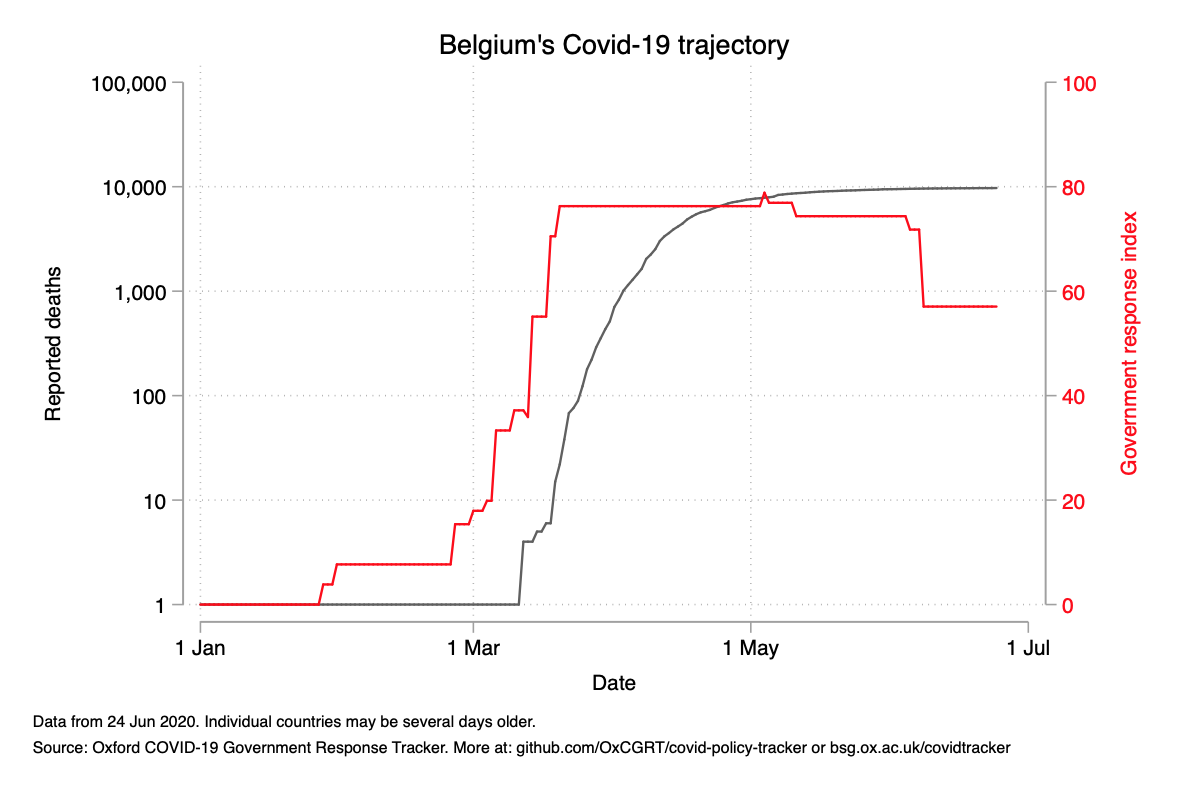 Belgium's Covid-19 trajectory
100,000
10,000
1,000
100
10
1
Reported deaths
100
80
60
40
20
0
Government response index
1 Jan
1 Mar
1 May
1 Jul
Date
Data from 24 Jun 2020. Individual countries may be several days older.
Source: Oxford COVID-19 Government Response Tracker. More at: github.com/OxCGRT/covid-policy-tracker or bsg.ox.ac.uk/covidtracker